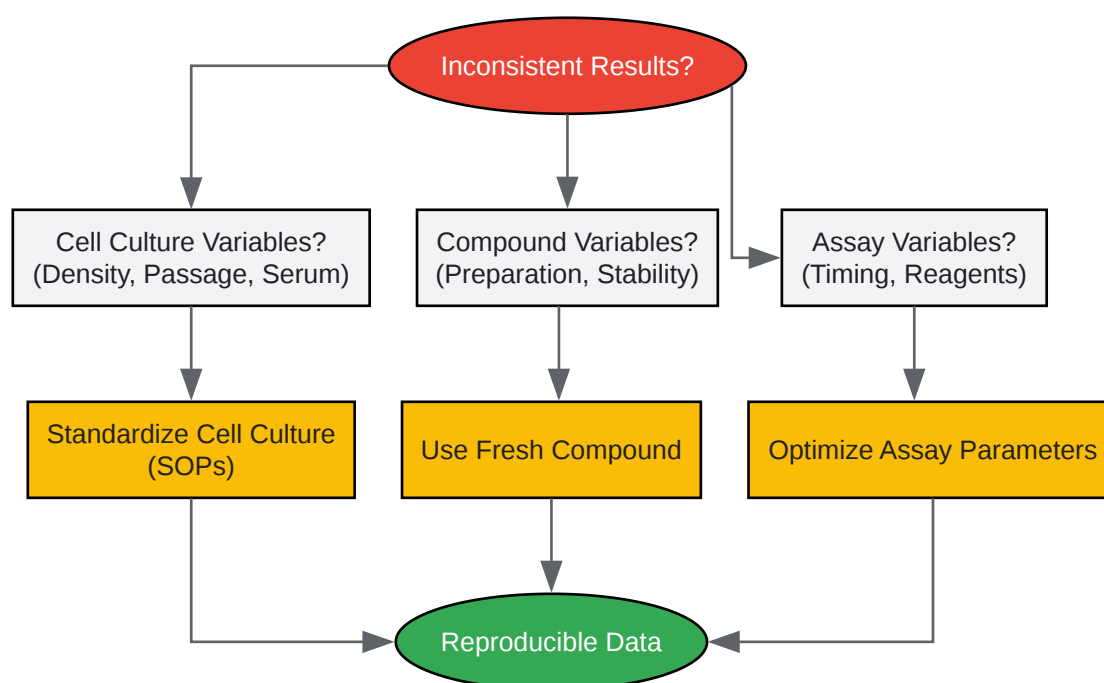 Inconsistent Results?
Cell Culture Variables?
(Density, Passage, Serum)
Compound Variables?
(Preparation, Stability)
Assay Variables?
(Timing, Reagents)
Standardize Cell Culture
(SOPs)
Use Fresh Compound
Optimize Assay Parameters
Reproducible Data